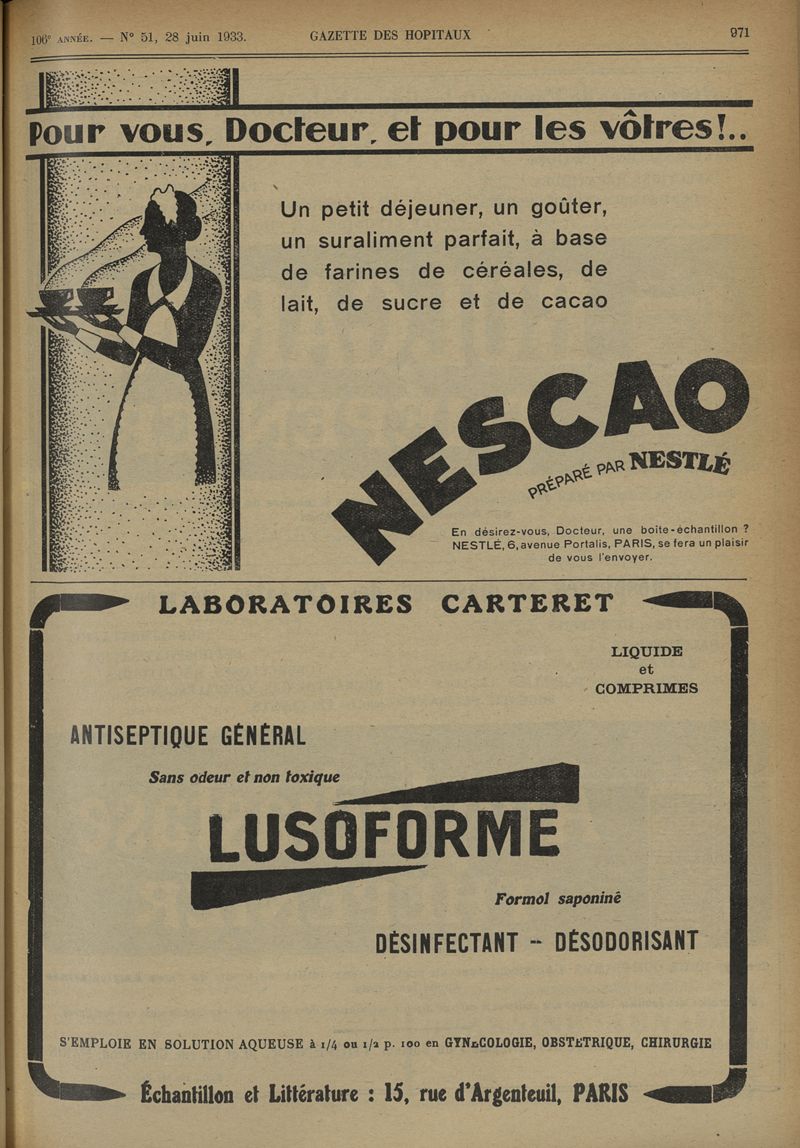 106e ANNÉE. — N° 51, 28 juin 1933.
GAZETTE DES HOPITAUX
971
Pour vous, Docteur, et pour les vôtres!..
Un petit déjeuner, un goûter,
un suraliment parfait, à base
de farines de céréales, de
lait, de sucre et de cacao
NESCAO
PRÉPARÉ PAR NESTLÉ
En désirez-vous, Docteur, une boîte-échantillon ?
NESTLÉ, 6, avenue Portalis, PARIS, se fera un plaisir
de vous l'envoyer.
LABORATOIRES CARTERET
LIQUIDE
et
COMPRIMES
ANTISEPTIQUE GÉNÉRAL
Sans odeur et non toxique
LUSOFORME
Formol saponiné
DÉSINFECTANT - DÉSODORISANT
S'EMPLOIE EN SOLUTION AQUEUSE à 1/4 ou 1/2 p. 100 en GYNÉCOLOGIE, OBSTÉTRIQUE, CHIRURGIE
Échantillon et Littérature : 15, rue d'Argenteuil, PARIS